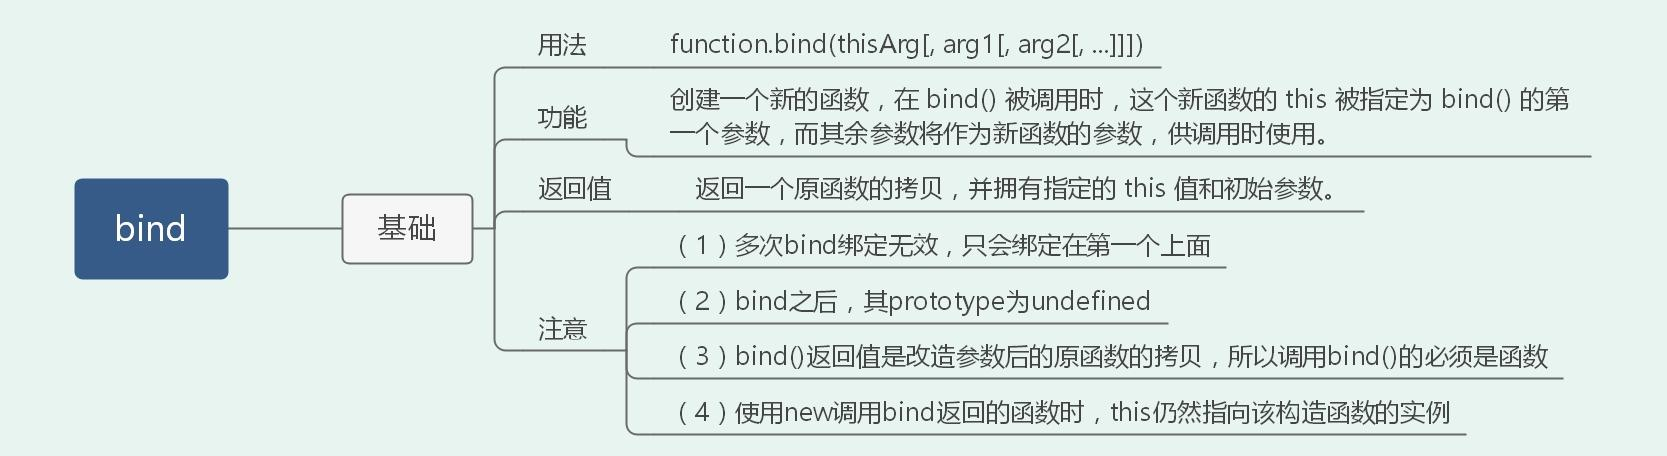 bind
基础
用法
function.bind(thisArg[, arg1[, arg2[, ...]]])
功能
创建一个新的函数，在 bind() 被调用时，这个新函数的 this 被指定为 bind() 的第
一个参数，而其余参数将作为新函数的参数，供调用时使用。
返回值
返回一个原函数的拷贝，并拥有指定的 this 值和初始参数。
注意
（1）多次bind绑定无效，只会绑定在第一个上面
（2）bind之后，其prototype为undefined
（3）bind()返回值是改造参数后的原函数的拷贝，所以调用bind()的必须是函数
（4）使用new调用bind返回的函数时，this仍然指向该构造函数的实例